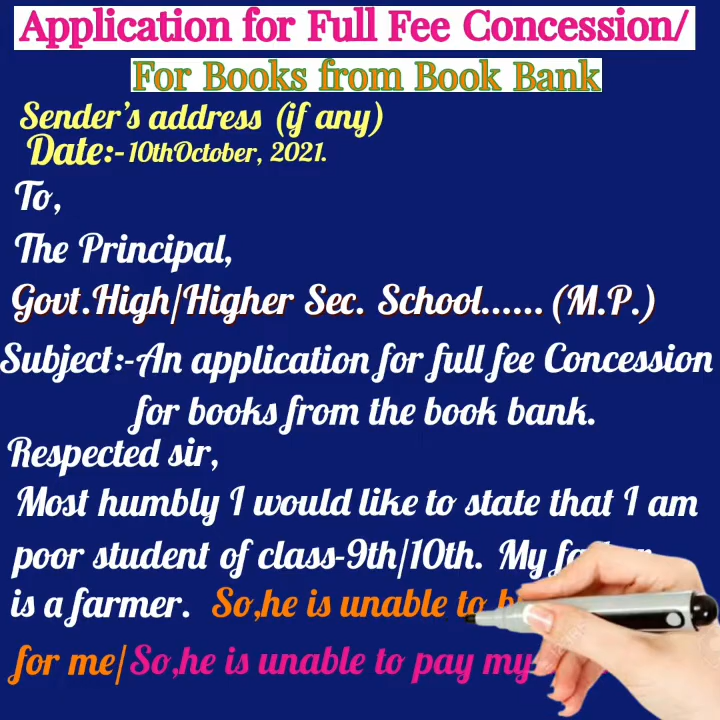 Application for Full Fee Concession/
For Books from Book Bank
Sender's address (if any)
Date:-10thOctober, 2021.
To,
The Principal,
Govt.High/Higher Sec. School......(M.P.)
Subject:-An application for full fee Concession
for books from the book bank.
Respected sir,
Most humbly I would like to state that I am
poor student of class-9th/10th. My
is a farmer. So,he is unable to
for me/So,he is unable to pay my